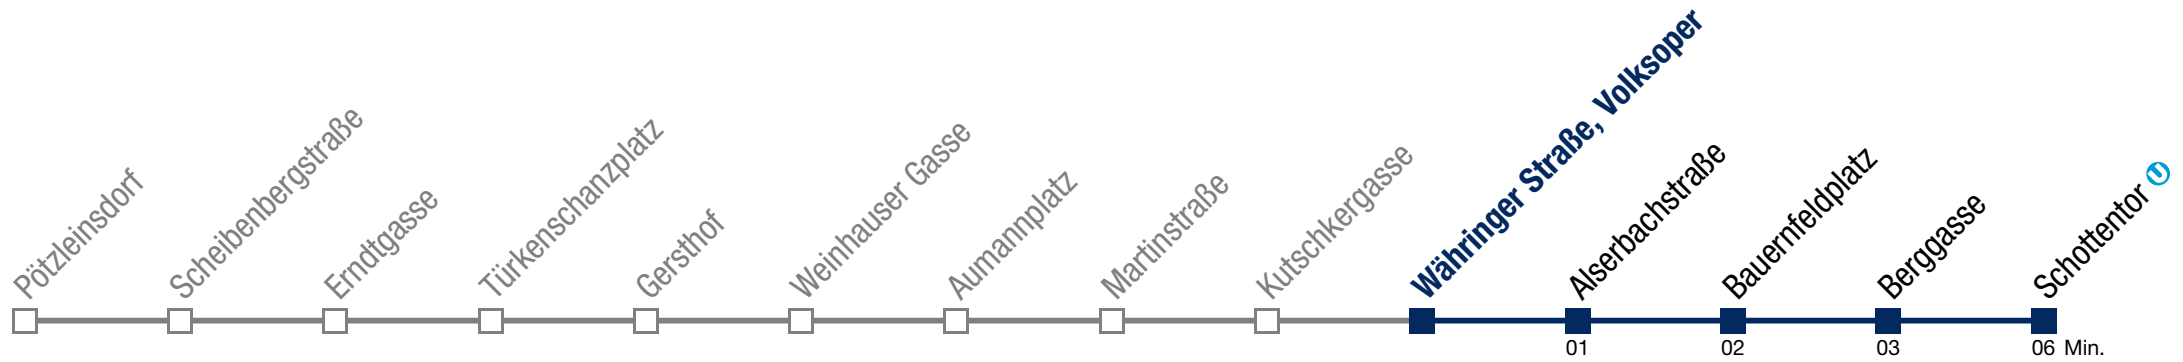 Pötzleinsdorf
Scheibenbergstraße
Erndtgasse
Türkenschanzplatz
Gersthof
Weinhauser Gasse
Aumannplatz
Martinstraße
Kutschkergasse
Währinger Straße, Volksoper
Alserbachstraße
Bauernfeldplatz
Berggasse
Schottentor U
01 02 03 06 Min.